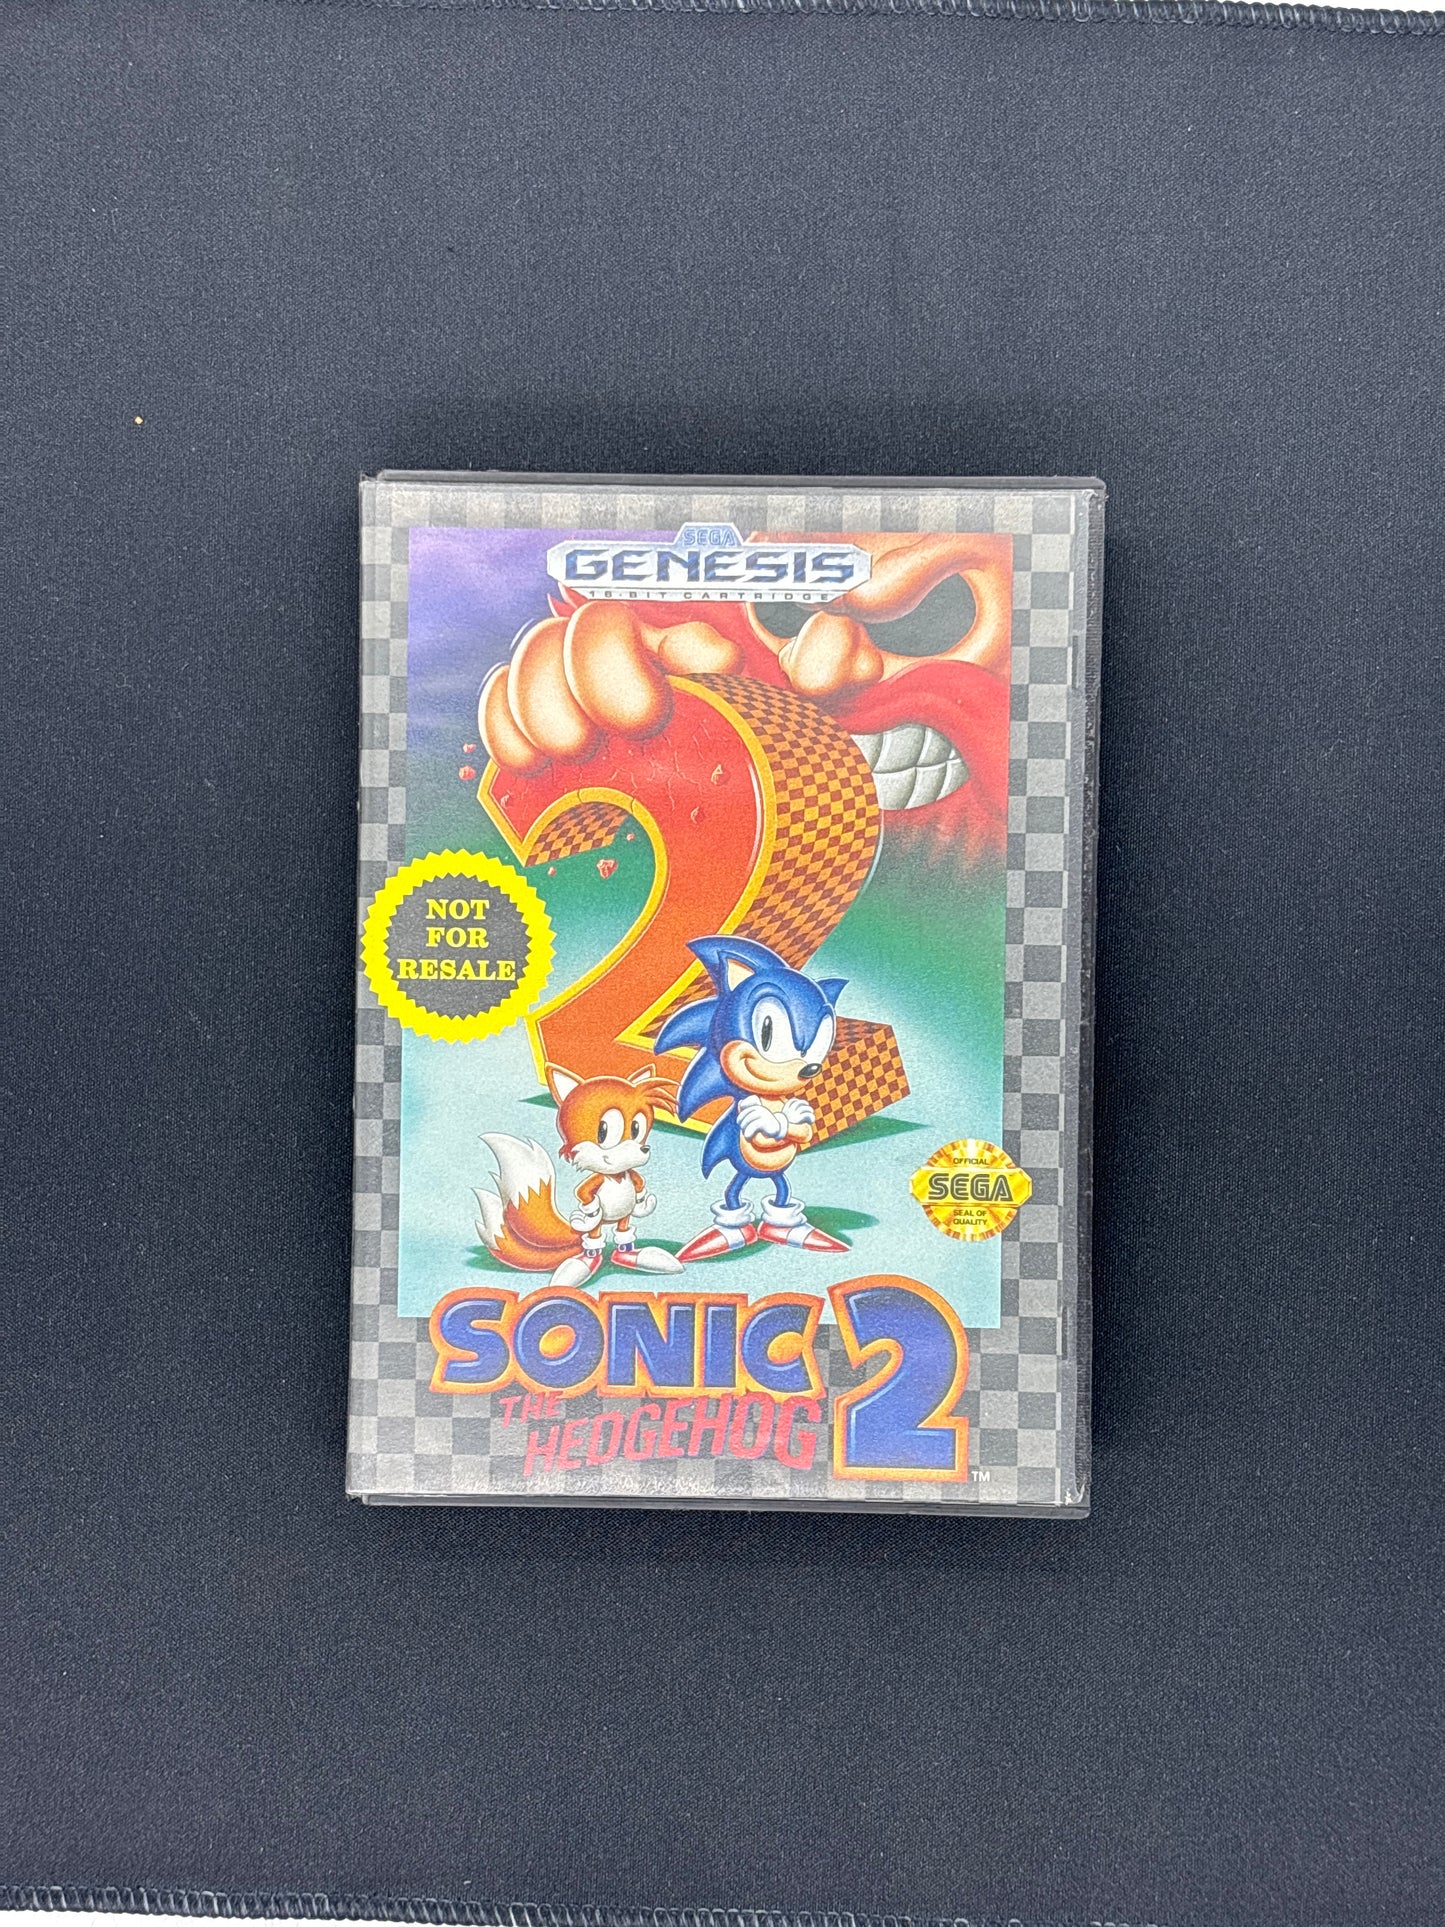 SEGA
GENESIS
16-BIT CARTRIDGE
NOT
FOR
RESALE
OFFICIAL
SEGA
SEAL OF
QUALITY
SONIC 2
THE
HEDGEHOG
TM